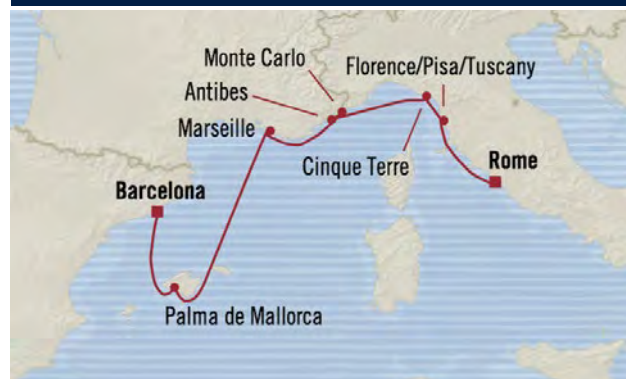 Monte Carlo
Florence/Pisa/Tuscany
Antibes
Marseille
Cinque Terre
Rome
Barcelona
Palma de Mallorca